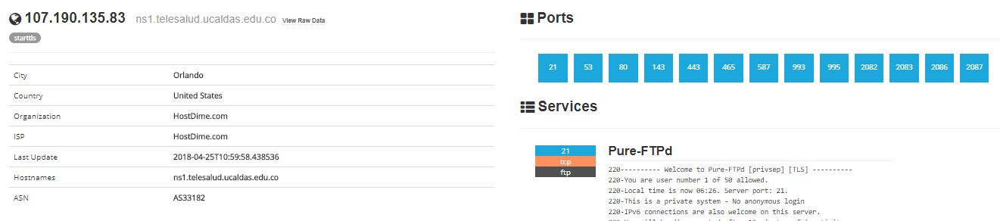 107.190.135.83 ns1.telesalud.ucaldas.edu.co View Raw Data
starttls
City Orlando
Country United States
Organization HostDime.com
ISP HostDime.com
Last Update 2018-04-25T10:59:58.438536
Hostnames ns1.telesalud.ucaldas.edu.co
ASN AS33182
Ports
21 53 80 143 443 465 587 993 995 2082 2083 2086 2087
Services
21
tcp
ftp
Pure-FTPd
220---------- Welcome to Pure-FTPd [privsep] [TLS] ----------
220-You are user number 1 of 50 allowed.
220-Local time is now 06:26. Server port: 21.
220-This is a private system - No anonymous login
220-IPv6 connections are also welcome on this server.